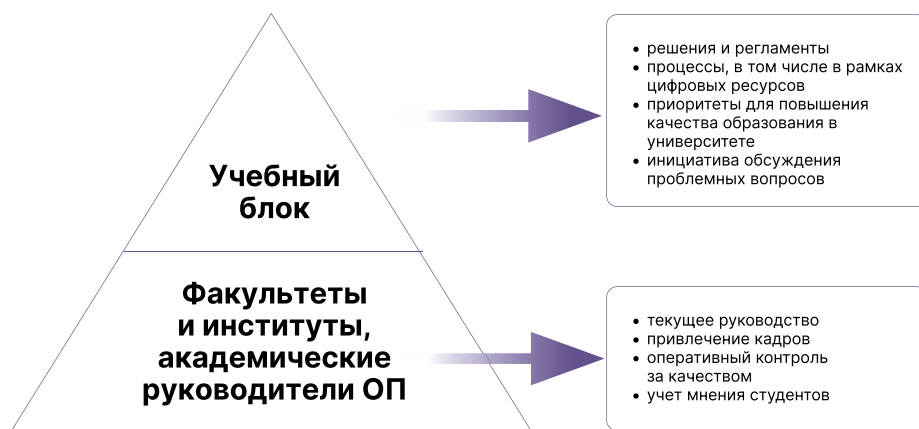 Учебный
блок
• решения и регламенты
• процессы, в том числе в рамках
цифровых ресурсов
• приоритеты для повышения
качества образования в
университете
• инициатива обсуждения
проблемных вопросов
Факультеты
и институты,
академические
руководители ОП
• текущее руководство
• привлечение кадров
• оперативный контроль
за качеством
• учет мнения студентов